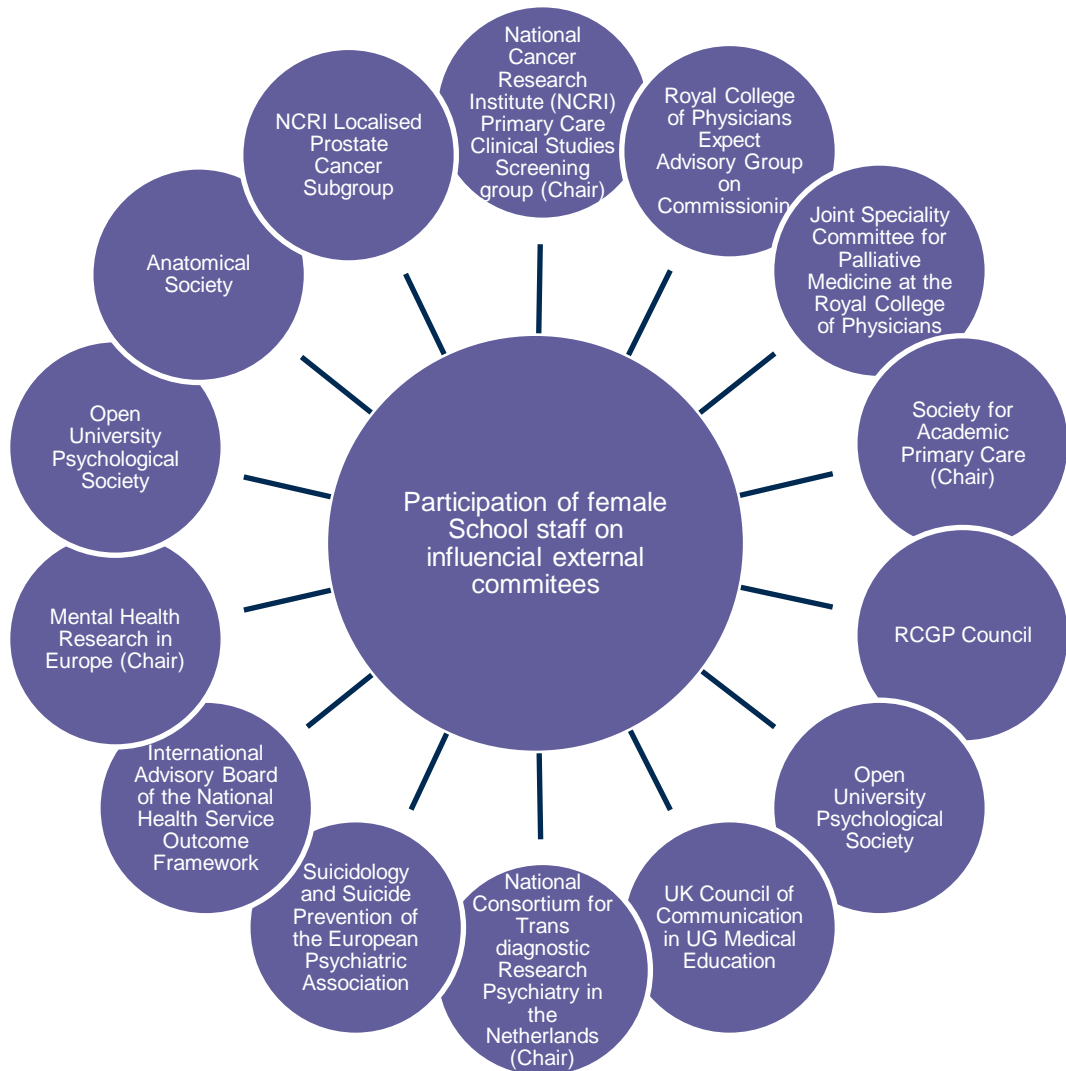 National
Cancer
Research
Institute (NCRI)
Primary Care
Clinical Studies
Screening
group (Chair)
Royal College
of Physicians
Expect
Advisory Group
on
Commissionin
Joint Speciality
Committee for
Palliative
Medicine at the
Royal College
of Physicians
Society for
Academic
Primary Care
(Chair)
RCGP Council
Open
University
Psychological
Society
UK Council of
Communication
in UG Medical
Education
National
Consortium for
Trans
diagnostic
Research
Psychiatry in
the
Netherlands
(Chair)
Suicidology
and Suicide
Prevention of
the European
Psychiatric
Association
International
Advisory Board
of the National
Health Service
Outcome
Framework
Mental Health
Research in
Europe (Chair)
Open
University
Psychological
Society
Anatomical
Society
NCRI Localised
Prostate
Cancer
Subgroup
Participation of female
School staff on
influencial external
commitees